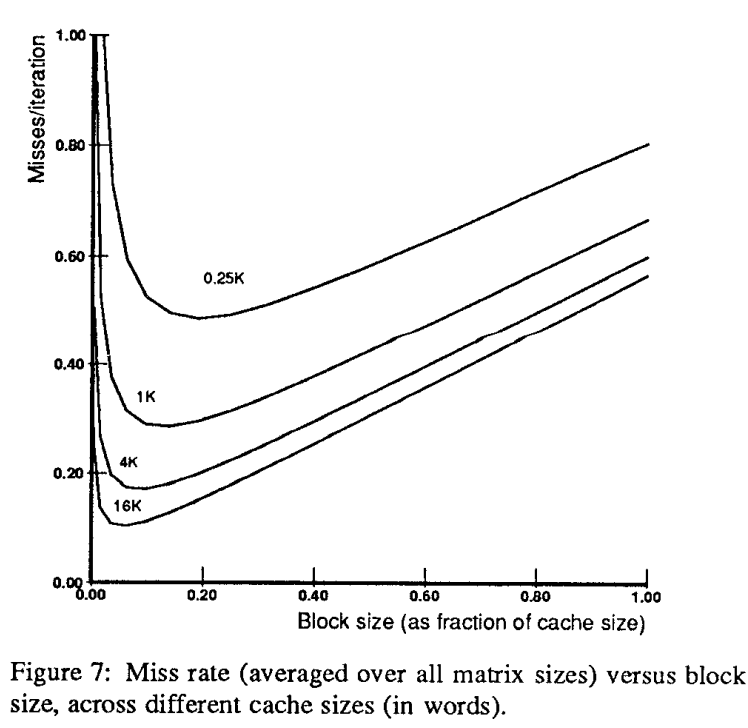 1.00
Misses/iteration
0.80
0.60
0.25K
0.40
1K
4K
0.20
16K
0.00
0.00 0.20 0.40 0.60 0.80 1.00
Block size (as fraction of cache size)
Figure 7: Miss rate (averaged over all matrix sizes) versus block
size, across different cache sizes (in words).